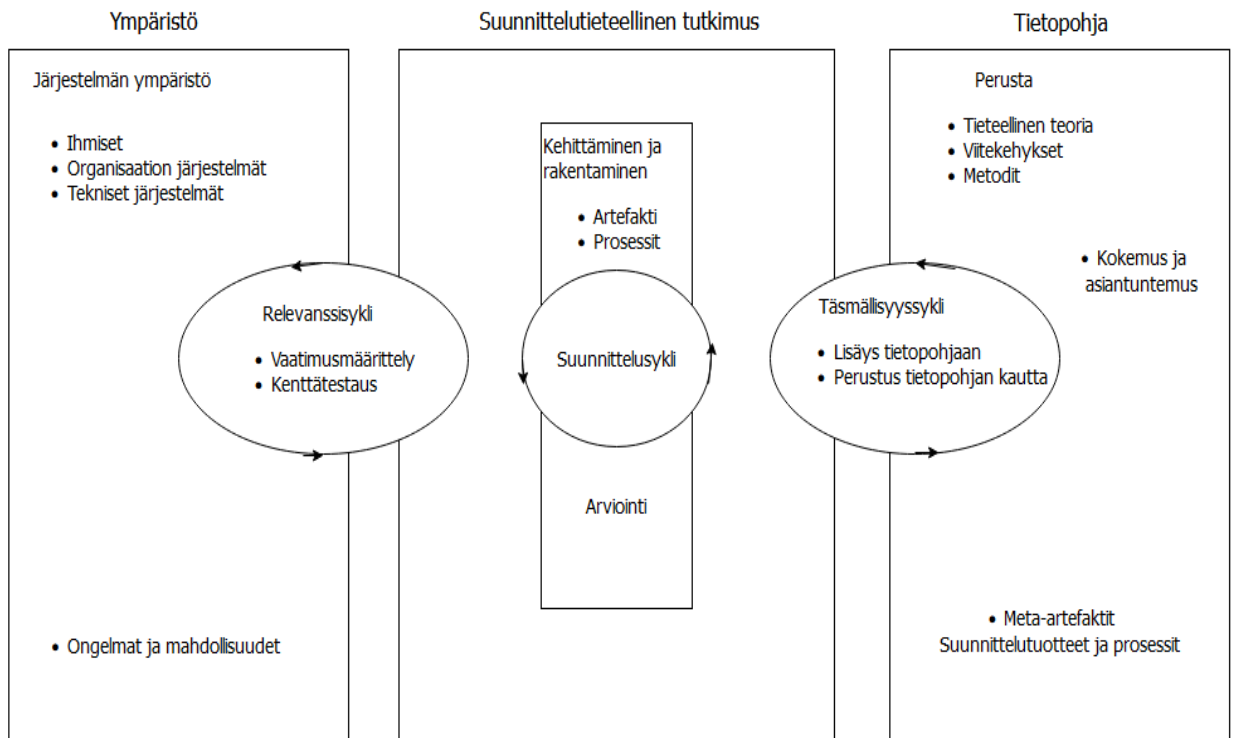 Ympäristö
Suunnittelutieteellinen tutkimus
Tietopohja
Järjestelmän ympäristö
• Ihmiset
• Organisaation järjestelmät
• Tekniset järjestelmät
• Ongelmat ja mahdollisuudet
Relevanssisykli
• Vaatimusmäärittely
• Kenttätestaus
Kehittäminen ja
rakentaminen
• Artefakti
• Prosessit
Suunnittelusykli
Arviointi
Täsmällisyyssykli
• Lisäys tietopohjaan
• Perustus tietopohjan kautta
Perusta
• Tieteellinen teoria
• Viitekehykset
• Metodit
• Kokemus ja
asiantuntemus
• Meta-artefaktit
Suunnittelutuotteet ja prosessit